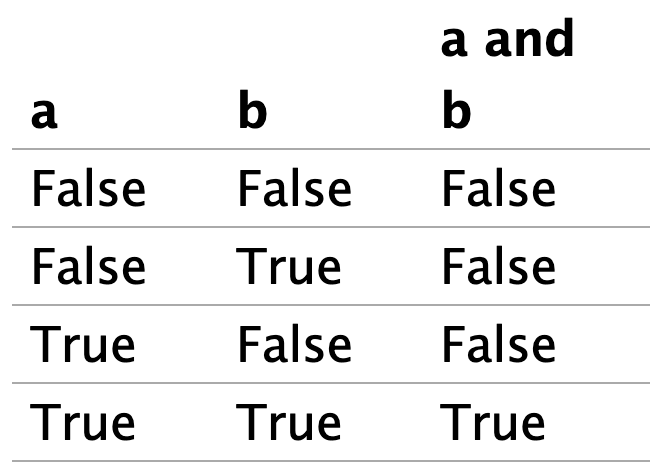 a b a and b
False False False
False True False
True False False
True True True